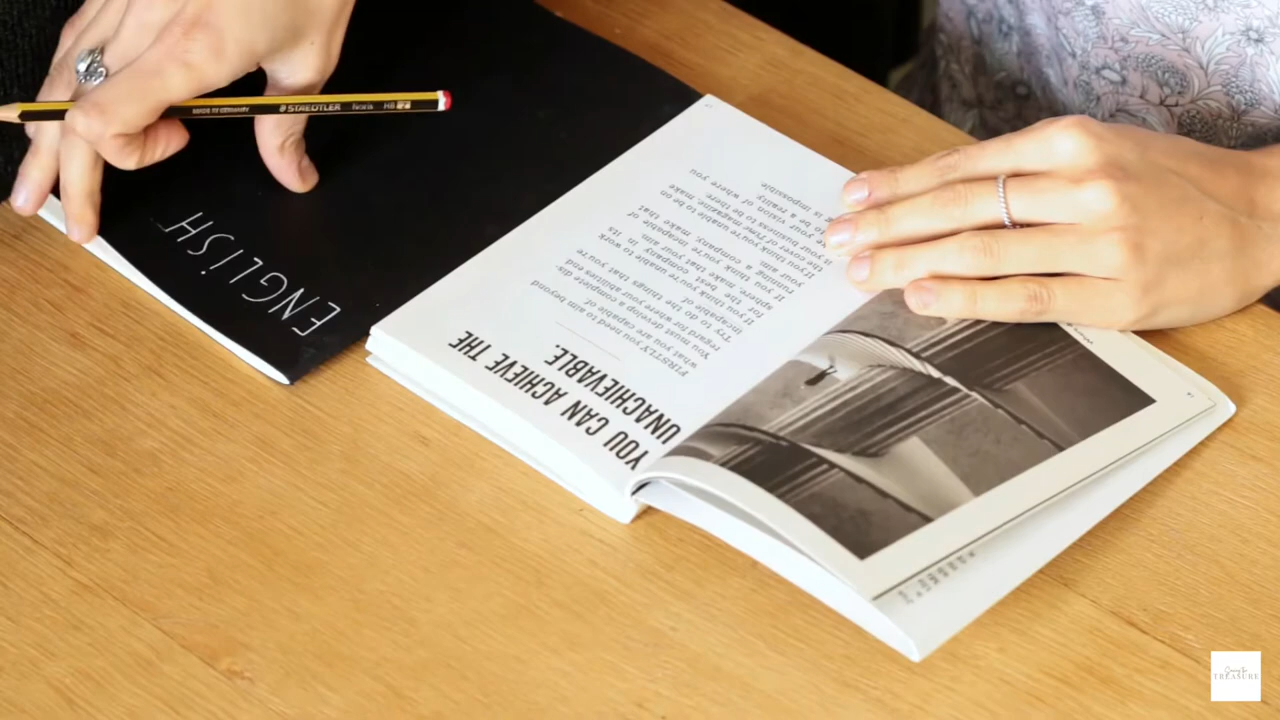 MADE IN GERMANY STAEDTLER Noris HB 2
ENGLISH
YOU CAN ACHIEVE THE
UNACHIEVABLE.
FIRSTLY you need to aim beyond
what you are capable of.
You must develop a complete dis-
regard for where your abilities end.
Try to do the things that you're
incapable of.
If you think you're unable to work
for the best company in its
sphere, make that your aim.
If you think you're incapable of
running a company, make that
your aim.
If you think you're unable to be on
the cover of Time magazine, make
your business to be there.
your vision of where you
to be a reality.
is impossible.
TREASURE